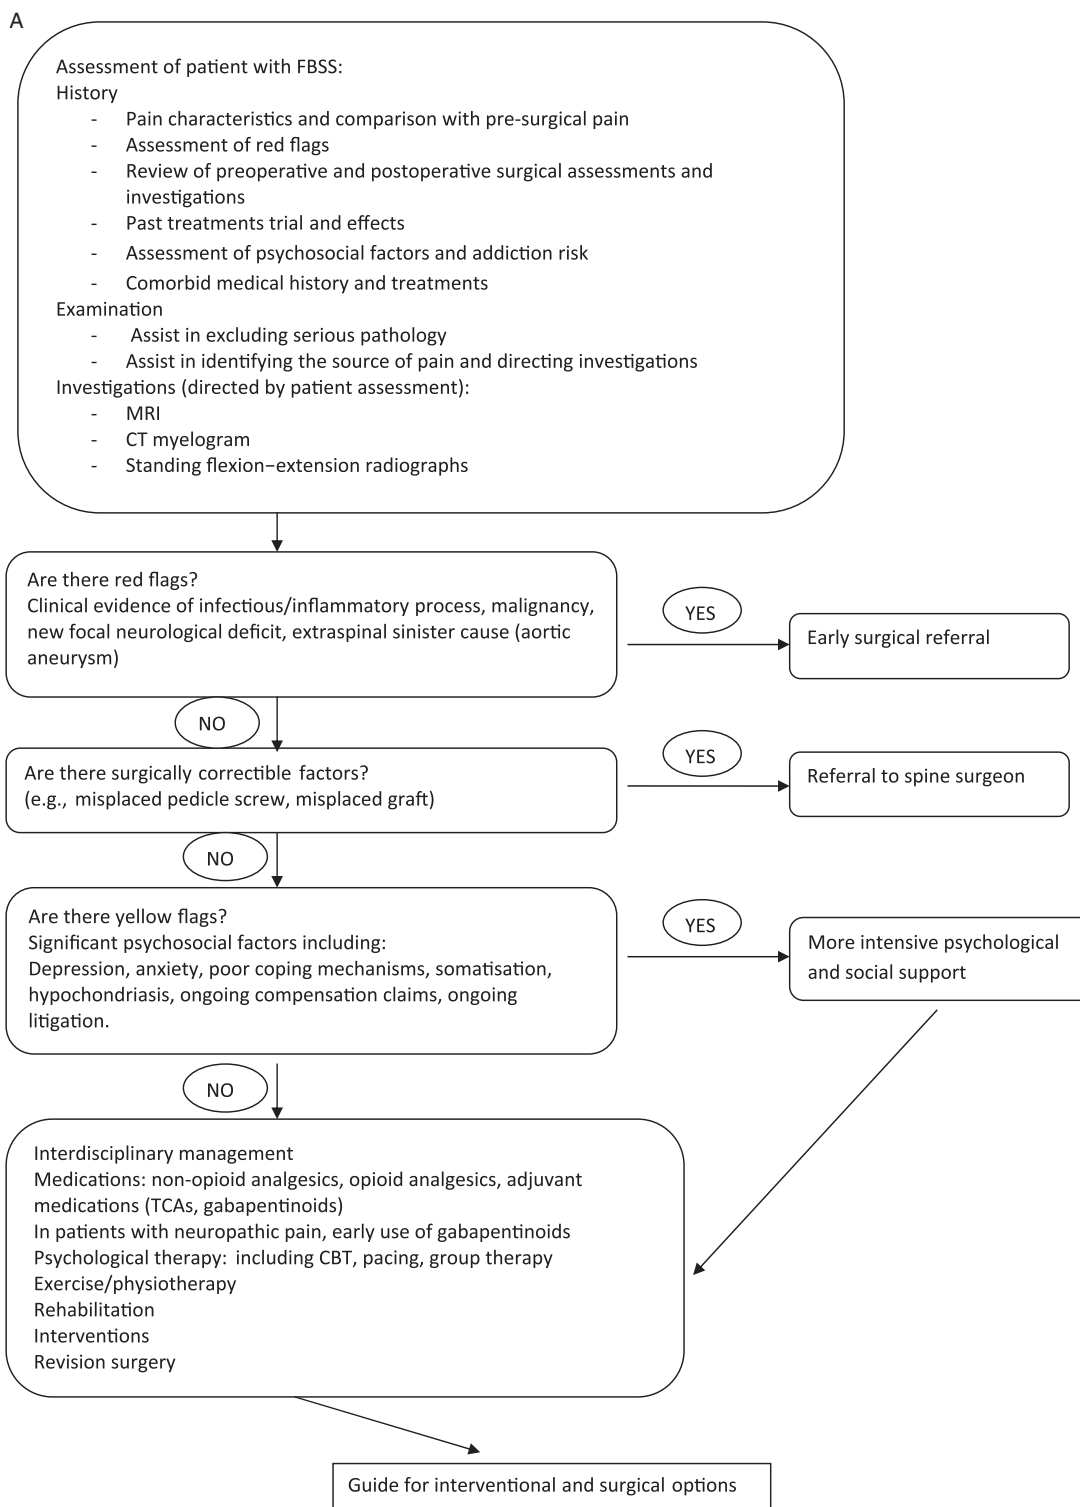 A
Assessment of patient with FBSS:
History
- Pain characteristics and comparison with pre-surgical pain
- Assessment of red flags
- Review of preoperative and postoperative surgical assessments and
investigations
- Past treatments trial and effects
- Assessment of psychosocial factors and addiction risk
- Comorbid medical history and treatments
Examination
- Assist in excluding serious pathology
- Assist in identifying the source of pain and directing investigations
Investigations (directed by patient assessment):
- MRI
- CT myelogram
- Standing flexion–extension radiographs
Are there red flags?
Clinical evidence of infectious/inflammatory process, malignancy,
new focal neurological deficit, extraspinal sinister cause (aortic
aneurysm)
YES
Early surgical referral
NO
Are there surgically correctible factors?
(e.g., misplaced pedicle screw, misplaced graft)
YES
Referral to spine surgeon
NO
Are there yellow flags?
Significant psychosocial factors including:
Depression, anxiety, poor coping mechanisms, somatisation,
hypochondriasis, ongoing compensation claims, ongoing
litigation.
YES
More intensive psychological
and social support
NO
Interdisciplinary management
Medications: non-opioid analgesics, opioid analgesics, adjuvant
medications (TCAs, gabapentinoids)
In patients with neuropathic pain, early use of gabapentinoids
Psychological therapy: including CBT, pacing, group therapy
Exercise/physiotherapy
Rehabilitation
Interventions
Revision surgery
Guide for interventional and surgical options